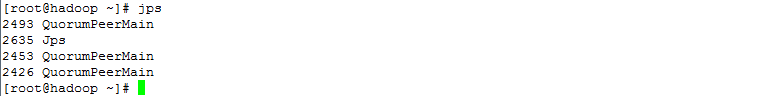 [root@hadoop ~]# jps
2493 QuorumPeerMain
2635 Jps
2453 QuorumPeerMain
2426 QuorumPeerMain
[root@hadoop ~]#